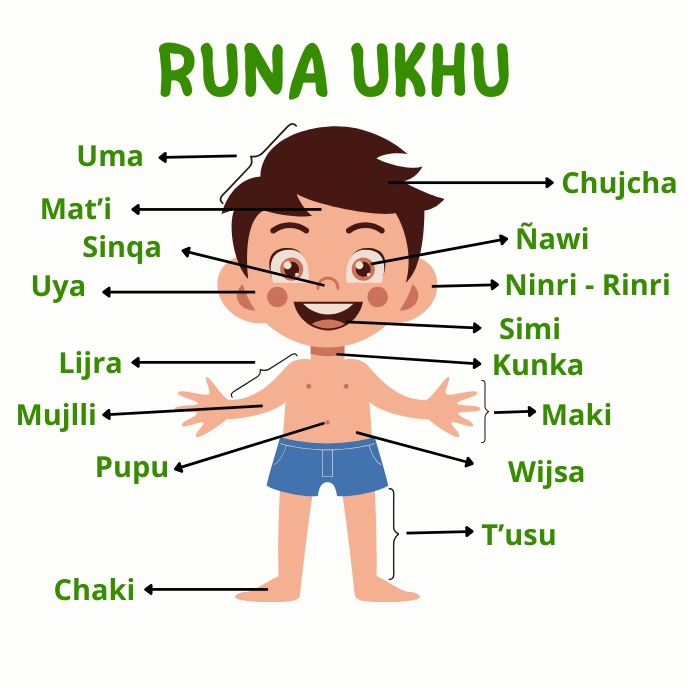 RUNA UKHU
Uma
Mat’i
Sinqa
Uya
Lijra
Mujlli
Pupu
Chaki
Chujcha
Ñawi
Ninri - Rinri
Simi
Kunka
Maki
Wijsa
T’usu